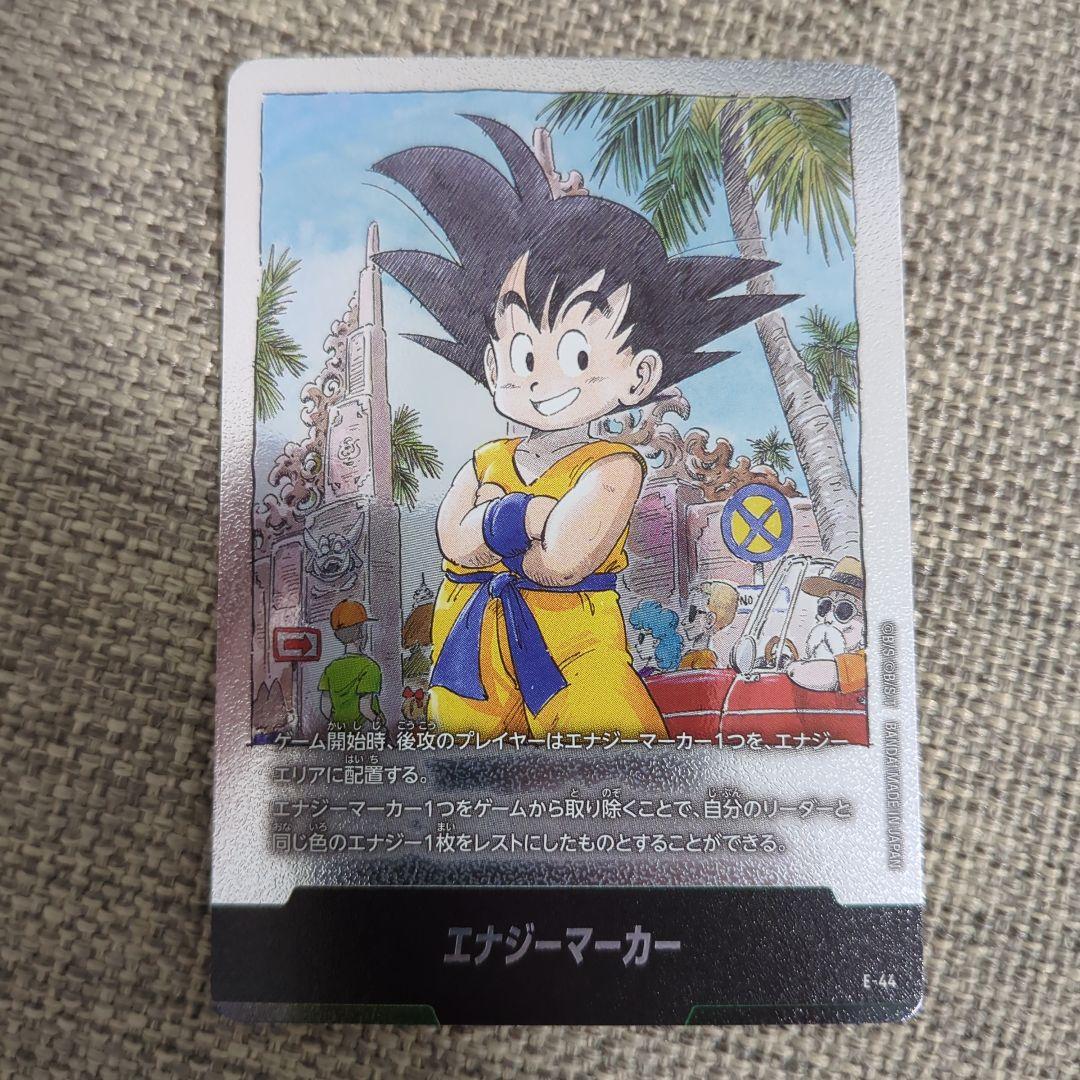 NO
ゲーム開始時、後攻のプレイヤーはエナジーマーカー1つを、エナジー
エリアに配置する。
エナジーマーカー1つをゲームから取り除くことで、自分のリーダーと
同じ色のエナジー1枚をレストにしたものとすることができる。
©B/S ©B/S/T BANDAI MADE IN JAPAN
エナジーマーカー
E-44